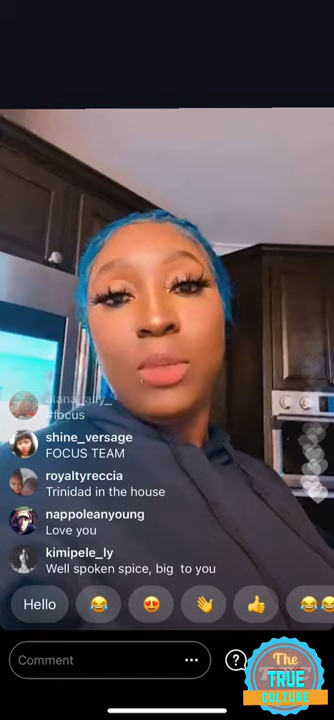 alana_ally_
#focus
shine_versage
FOCUS TEAM
royaltyreccia
Trinidad in the house
nappoleanyoung
Love you
kimipele_ly
Well spoken spice, big to you
Hello
Comment
?
The
TRUE
CULTURE